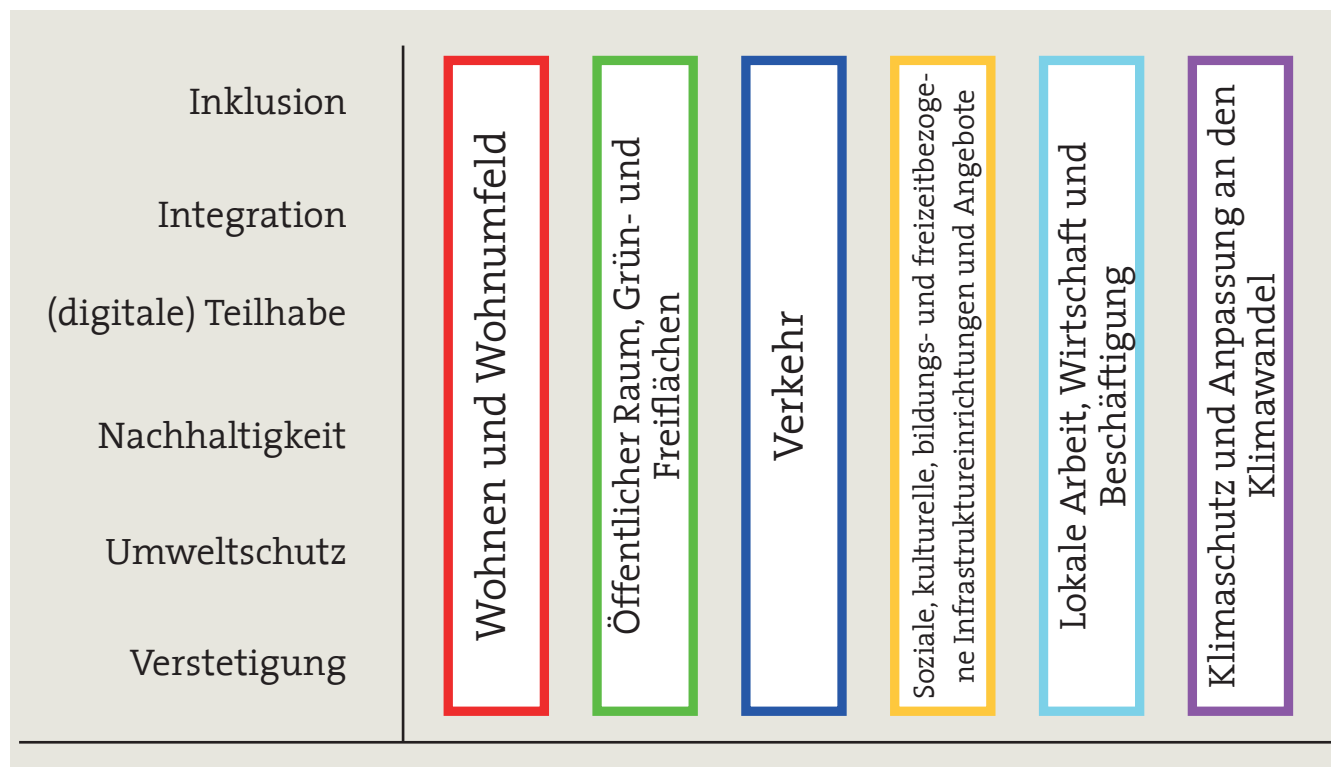 Inklusion
Integration
(digitale) Teilhabe
Nachhaltigkeit
Umweltschutz
Verstetigung
Wohnen und Wohnumfeld
Öffentlicher Raum, Grün- und
Freiflächen
Verkehr
Soziale, kulturelle, bildungs- und freizeitbezoge-
ne Infrastruktureinrichtungen und Angebote
Lokale Arbeit, Wirtschaft und
Beschäftigung
Klimaschutz und Anpassung an den
Klimawandel